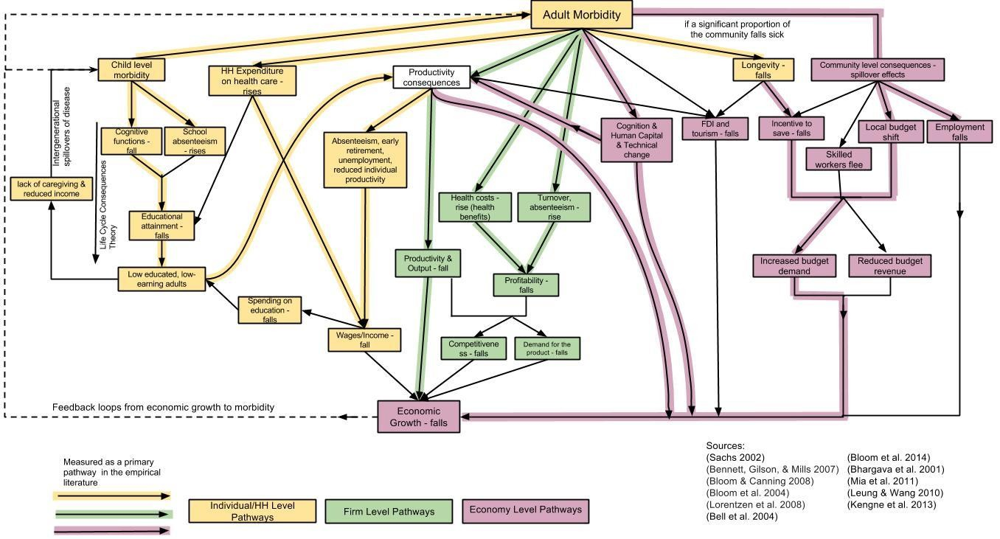 Adult Morbidity
if a significant proportion of
the community falls sick
Child level
morbidity
HH Expenditure
on health care -
rises
Productivity
consequences
Longevity -
falls
Community level consequences -
spillover effects
Intergenerational
spillovers of disease
Cognitive
functions -
fall
School
absenteeism
- rises
Absenteeism, early
retirement,
unemployment,
reduced individual
productivity
Cognition &
Human Capital
& Technical
change
FDI and
tourism - falls
Incentive to
save - falls
Local budget
shift
Employment
falls
Skilled
workers flee
lack of caregiving &
reduced income
Life Cycle Consequences
Theory
Health costs -
rise (health
benefits)
Turnover,
absenteeism -
rise
Educational
attainment -
falls
Productivity &
Output - fall
Increased budget
demand
Reduced budget
revenue
Low educated, low-
earning adults
Profitability -
falls
Spending on
education -
falls
Wages/Income -
fall
Competitivene
ss - falls
Demand for the
product - falls
Feedback loops from economic growth to morbidity
Economic
Growth - falls
Measured as a primary
pathway in the empirical
literature
Individual/HH Level
Pathways
Firm Level Pathways
Economy Level Pathways
Sources:
(Sachs 2002)
(Bennett, Gilson, & Mills 2007)
(Bloom & Canning 2008)
(Bloom et al. 2004)
(Lorentzen et al. 2008)
(Bell et al. 2004)
(Bloom et al. 2014)
(Bhargava et al. 2001)
(Mia et al. 2011)
(Leung & Wang 2010)
(Kengne et al. 2013)